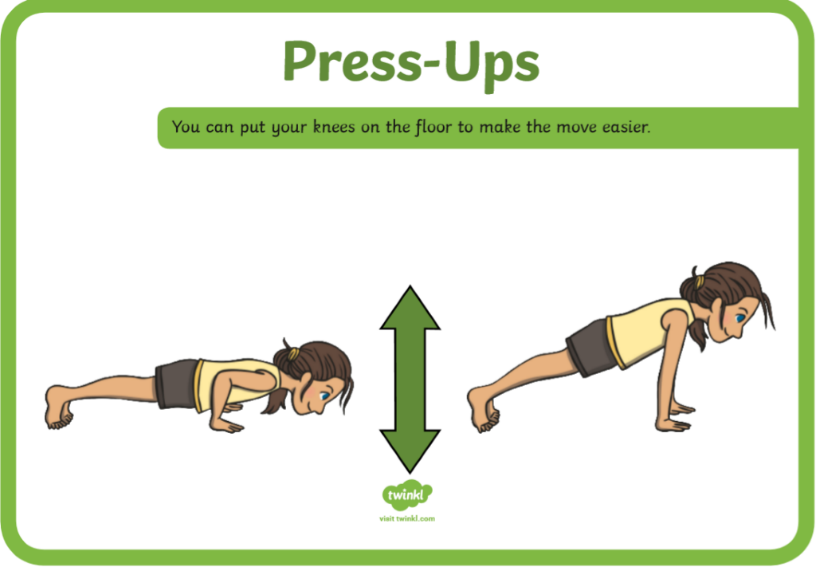 Press-Ups
You can put your knees on the floor to make the move easier.
twinkl
visit twinkl.com